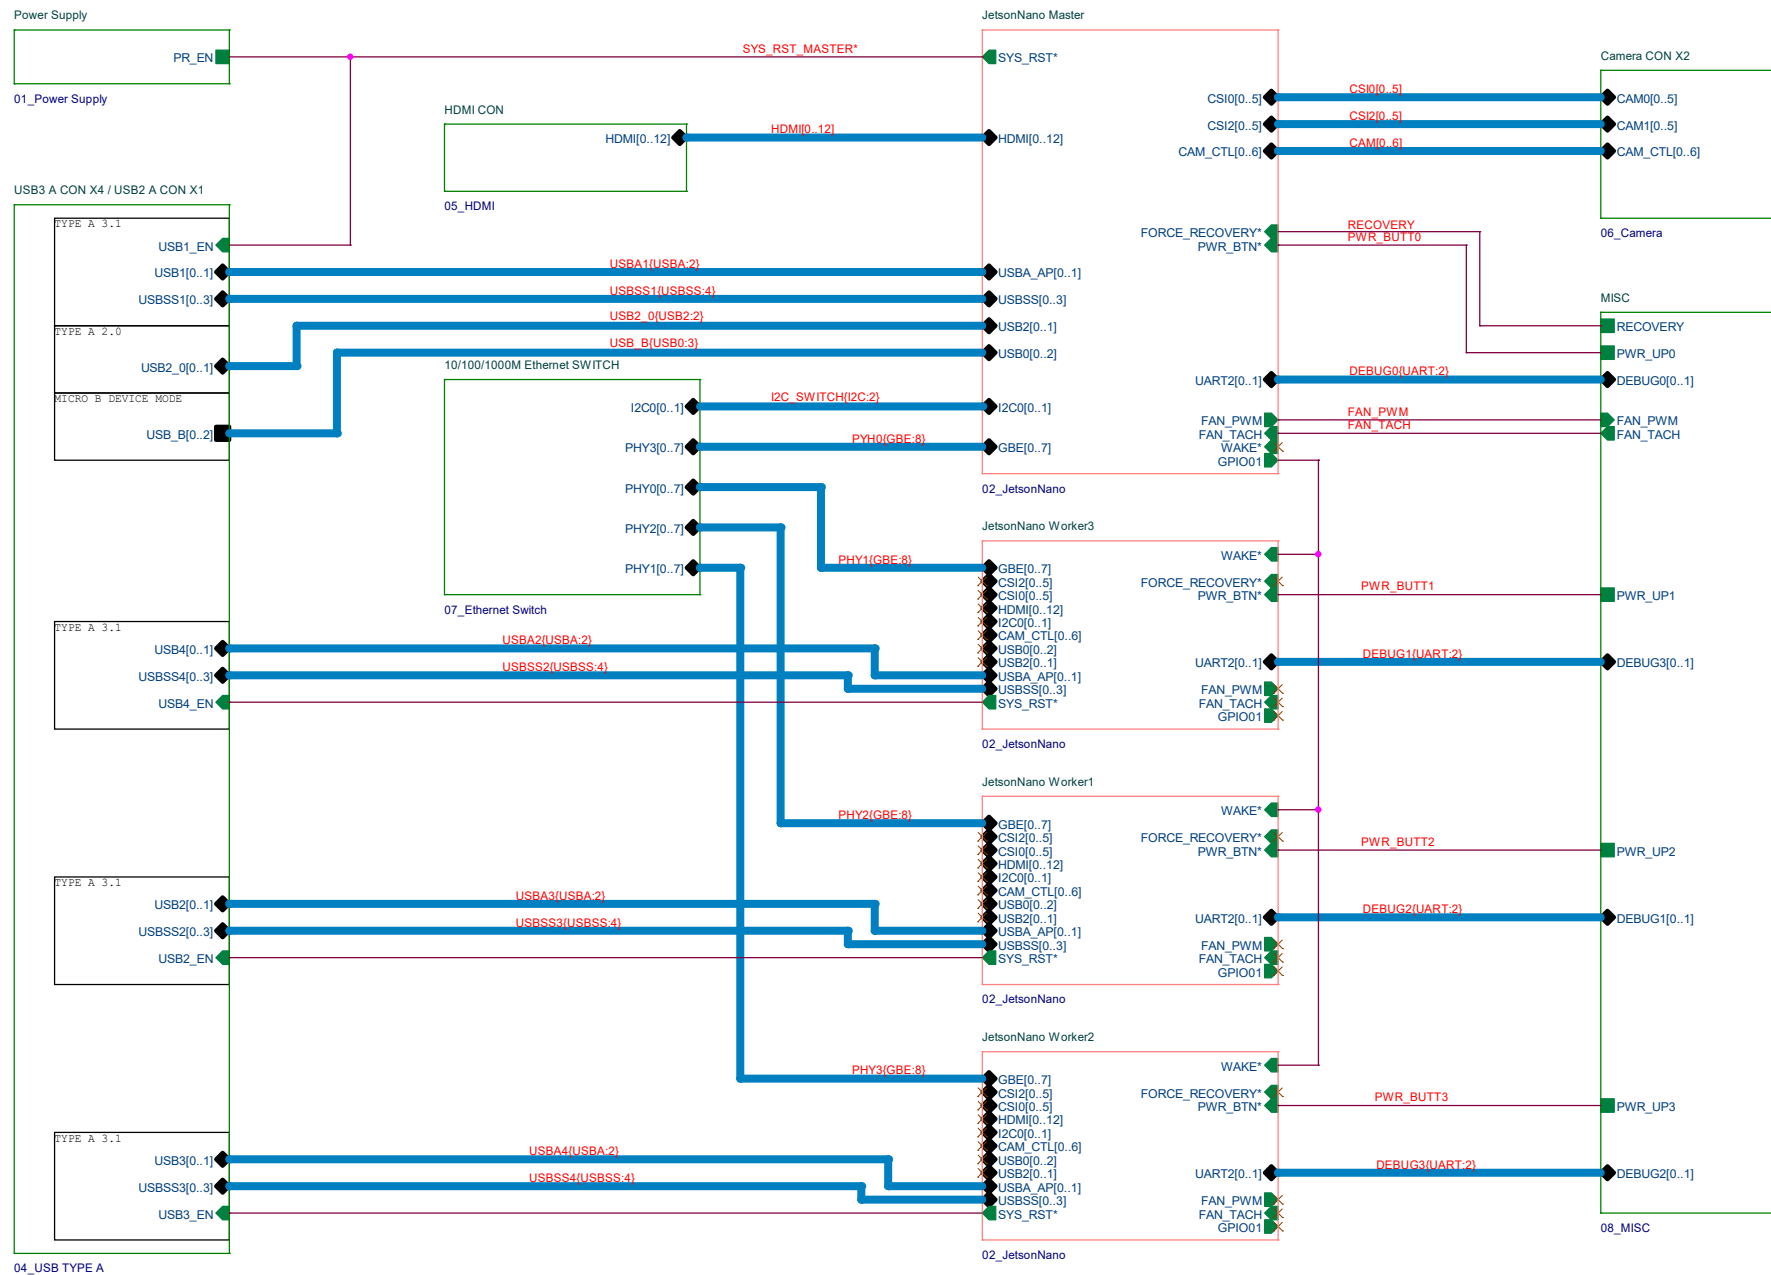 Power Supply
PR_EN
01_Power Supply
HDMI CON
HDMI[0..12]
05_HDMI
SYS_RST_MASTER*
HDMI[0..12]
USB3 A CON X4 / USB2 A CON X1
TYPE A 3.1
USB1_EN
USB1[0..1]
USBSS1[0..3]
TYPE A 2.0
USB2_0[0..1]
MICRO B DEVICE MODE
USB_B[0..2]
TYPE A 3.1
USB4[0..1]
USBSS4[0..3]
USB4_EN
TYPE A 3.1
USB2[0..1]
USBSS2[0..3]
USB2_EN
TYPE A 3.1
USB3[0..1]
USBSS3[0..3]
USB3_EN
04_USB TYPE A
USBA1{USBA:2}
USBSS1{USBSS:4}
USB2_0{USB2:2}
USB_B{USB0:3}
10/100/1000M Ethernet SWITCH
I2C0[0..1]
PHY3[0..7]
PHY0[0..7]
PHY2[0..7]
PHY1[0..7]
07_Ethernet Switch
I2C_SWITCH{I2C:2}
PYH0{GBE:8}
PHY1{GBE:8}
USBA2{USBA:2}
USBSS2{USBSS:4}
PHY2{GBE:8}
USBA3{USBA:2}
USBSS3{USBSS:4}
PHY3{GBE:8}
USBA4{USBA:2}
USBSS4{USBSS:4}
JetsonNano Master
SYS_RST*
HDMI[0..12]
USBA_AP[0..1]
USBSS[0..3]
USB2[0..1]
USB0[0..2]
I2C0[0..1]
GBE[0..7]
CSI0[0..5]
CSI2[0..5]
CAM_CTL[0..6]
FORCE_RECOVERY*
PWR_BTN*
UART2[0..1]
FAN_PWM
FAN_TACH
WAKE*
GPIO01
02_JetsonNano
JetsonNano Worker3
GBE[0..7]
CSI2[0..5]
CSI0[0..5]
HDMI[0..12]
I2C0[0..1]
CAM_CTL[0..6]
USB0[0..2]
USB2[0..1]
USBA_AP[0..1]
USBSS[0..3]
SYS_RST*
WAKE*
FORCE_RECOVERY*
PWR_BTN*
UART2[0..1]
FAN_PWM
FAN_TACH
GPIO01
02_JetsonNano
JetsonNano Worker1
GBE[0..7]
CSI2[0..5]
CSI0[0..5]
HDMI[0..12]
I2C0[0..1]
CAM_CTL[0..6]
USB0[0..2]
USB2[0..1]
USBA_AP[0..1]
USBSS[0..3]
SYS_RST*
WAKE*
FORCE_RECOVERY*
PWR_BTN*
UART2[0..1]
FAN_PWM
FAN_TACH
GPIO01
02_JetsonNano
JetsonNano Worker2
GBE[0..7]
CSI2[0..5]
CSI0[0..5]
HDMI[0..12]
I2C0[0..1]
CAM_CTL[0..6]
USB0[0..2]
USB2[0..1]
USBA_AP[0..1]
USBSS[0..3]
SYS_RST*
WAKE*
FORCE_RECOVERY*
PWR_BTN*
UART2[0..1]
FAN_PWM
FAN_TACH
GPIO01
02_JetsonNano
CSI0[0..5]
CSI2[0..5]
CAM[0..6]
RECOVERY
PWR_BUTT0
DEBUG0{UART:2}
FAN_PWM
FAN_TACH
PWR_BUTT1
DEBUG1{UART:2}
PWR_BUTT2
DEBUG2{UART:2}
PWR_BUTT3
DEBUG3{UART:2}
Camera CON X2
CAM0[0..5]
CAM1[0..5]
CAM_CTL[0..6]
06_Camera
MISC
RECOVERY
PWR_UP0
DEBUG0[0..1]
FAN_PWM
FAN_TACH
PWR_UP1
DEBUG3[0..1]
PWR_UP2
DEBUG1[0..1]
PWR_UP3
DEBUG2[0..1]
08_MISC